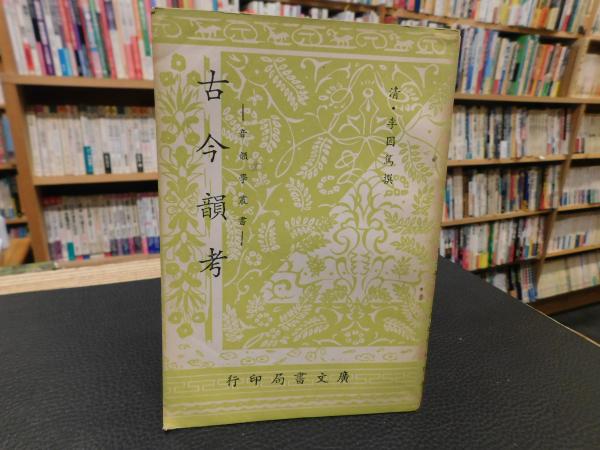 清・李因篤撰
古今韻考
—音韻學叢書—
廣文書局印行